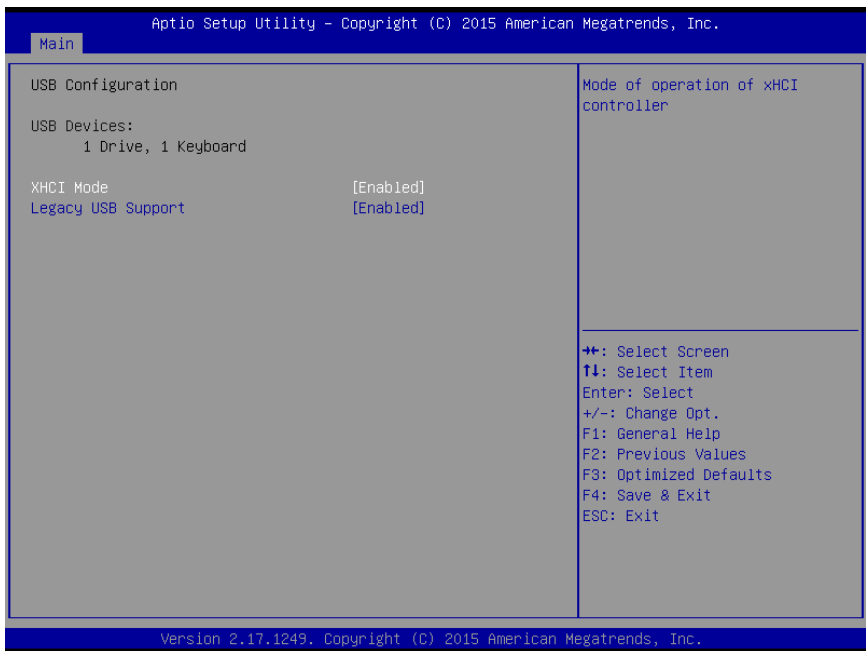 Aptio Setup Utility – Copyright (C) 2015 American Megatrends, Inc.
Main
USB Configuration
USB Devices:
1 Drive, 1 Keyboard
XHCI Mode [Enabled]
Legacy USB Support [Enabled]
Mode of operation of xHCI
controller
→←: Select Screen
↑↓: Select Item
Enter: Select
+/-: Change Opt.
F1: General Help
F2: Previous Values
F3: Optimized Defaults
F4: Save & Exit
ESC: Exit
Version 2.17.1249. Copyright (C) 2015 American Megatrends, Inc.